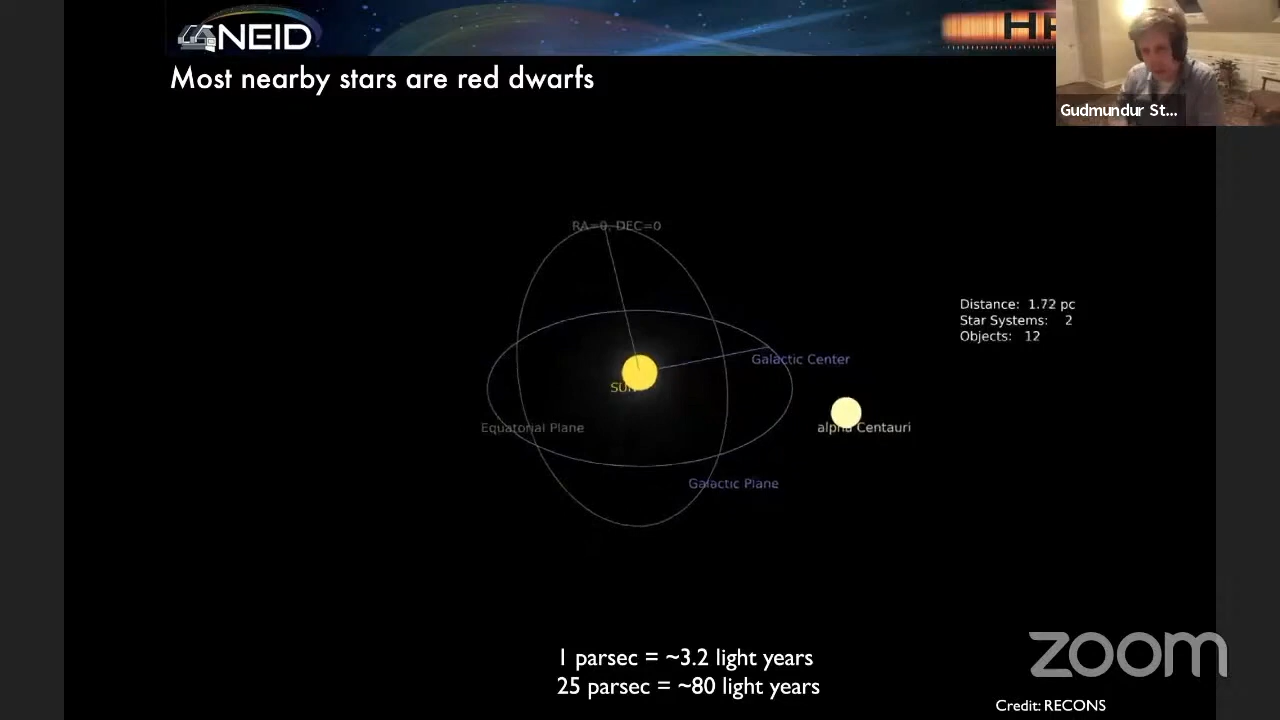 NEID
HP
Most nearby stars are red dwarfs
Gudmundur St...
RA=0, DEC=0
Distance: 1.72 pc
Star Systems: 2
Objects: 12
Galactic Center
SUN
Equatorial Plane
alpha Centauri
Galactic Plane
1 parsec = ~3.2 light years
25 parsec = ~80 light years
zoom
Credit: RECONS